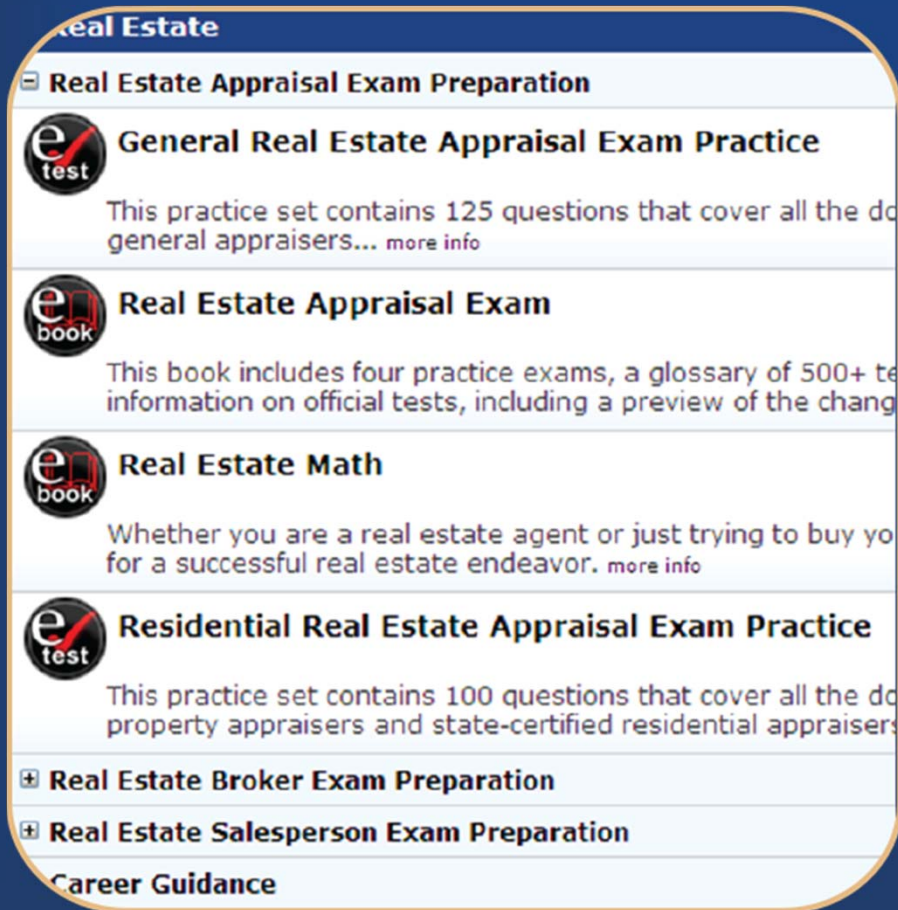 Real Estate
Real Estate Appraisal Exam Preparation
e test
General Real Estate Appraisal Exam Practice
This practice set contains 125 questions that cover all the
general appraisers... more info
e book
Real Estate Appraisal Exam
This book includes four practice exams, a glossary of 500+
information on official tests, including a preview of the
e book
Real Estate Math
Whether you are a real estate agent or just trying to buy
for a successful real estate endeavor. more info
e test
Residential Real Estate Appraisal Exam Practice
This practice set contains 100 questions that cover all the
property appraisers and state-certified residential appraisers
Real Estate Broker Exam Preparation
Real Estate Salesperson Exam Preparation
Career Guidance